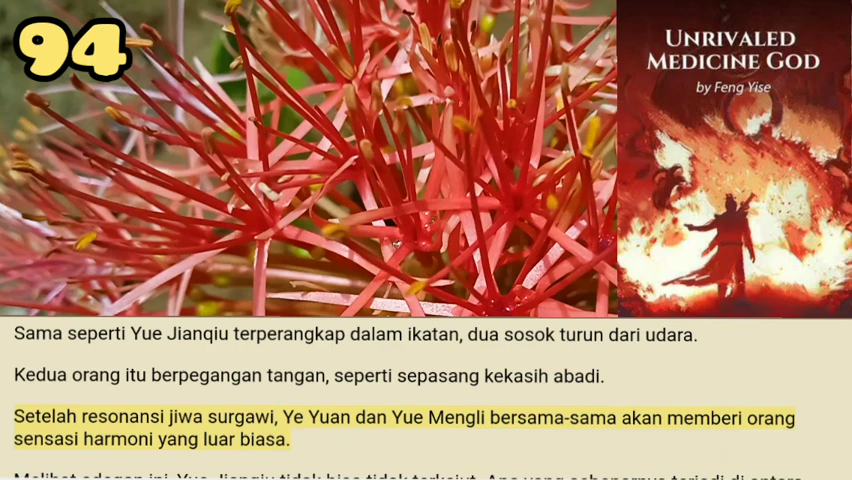 94
UNRIVALED
MEDICINE GOD
by Feng Yise
Sama seperti Yue Jianqiu terperangkap dalam ikatan, dua sosok turun dari udara.
Kedua orang itu berpegangan tangan, seperti sepasang kekasih abadi.
Setelah resonansi jiwa surgawi, Ye Yuan dan Yue Mengli bersama-sama akan memberi orang
sensasi harmoni yang luar biasa.